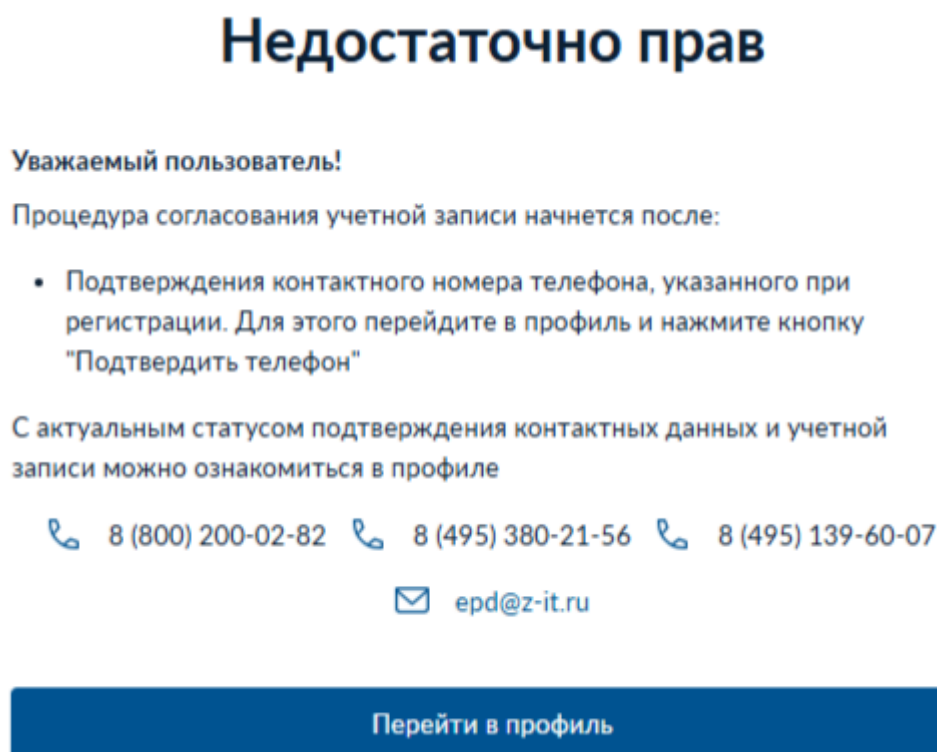 Недостаточно прав
Уважаемый пользователь!
Процедура согласования учетной записи начнется после:
• Подтверждения контактного номера телефона, указанного при
регистрации. Для этого перейдите в профиль и нажмите кнопку
"Подтвердить телефон"
С актуальным статусом подтверждения контактных данных и учетной
записи можно ознакомиться в профиле
8 (800) 200-02-82 8 (495) 380-21-56 8 (495) 139-60-07
epd@z-it.ru
Перейти в профиль